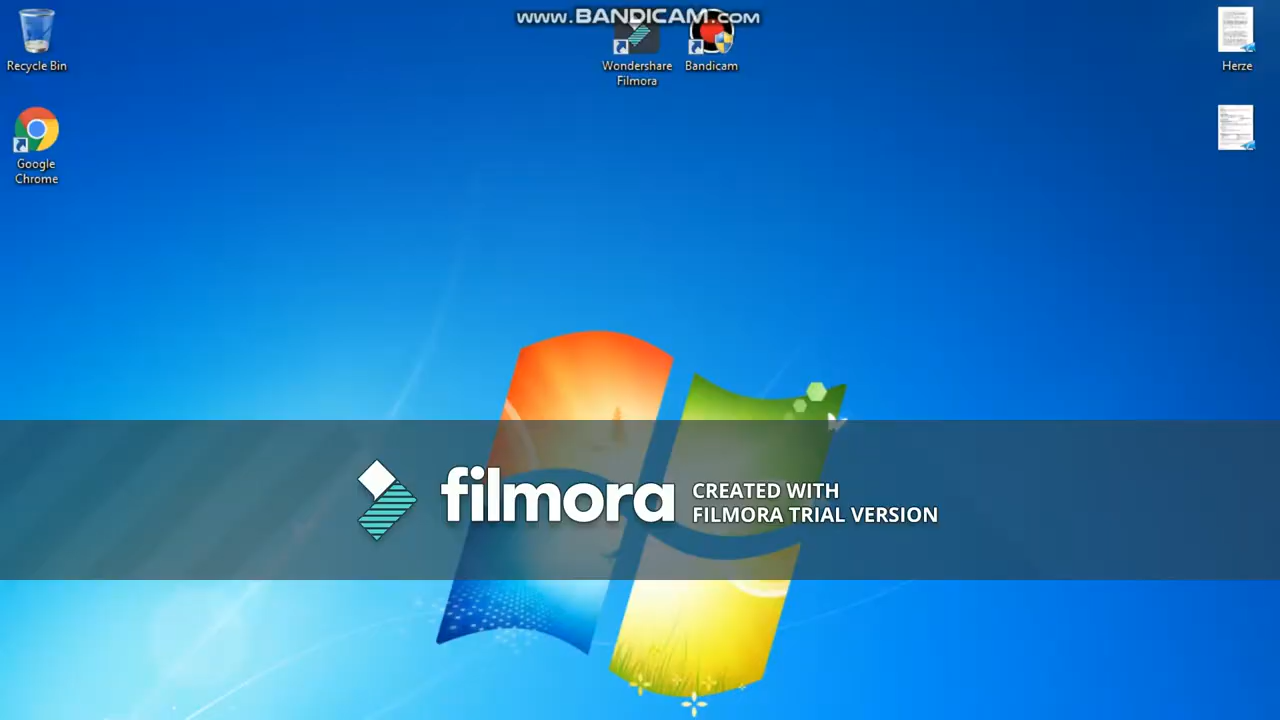 www.BANDICAM.com
Recycle Bin
Wondershare
Filmora
Bandicam
Herze
Google
Chrome
filmora
CREATED WITH
FILMORA TRIAL VERSION